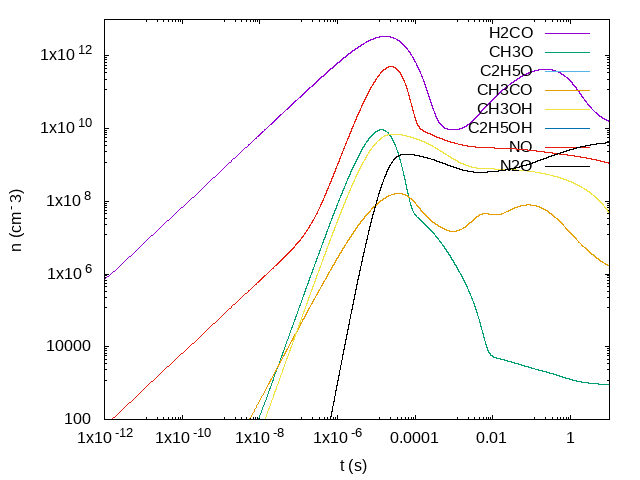 n (cm-3)
1x10 12
1x10 10
1x10 8
1x10 6
10000
100
H2CO
CH3O
C2H5O
CH3CO
CH3OH
C2H5OH
NO
N2O
1x10 -12
1x10 -10
1x10 -8
1x10 -6
0.0001
0.01
1
t (s)